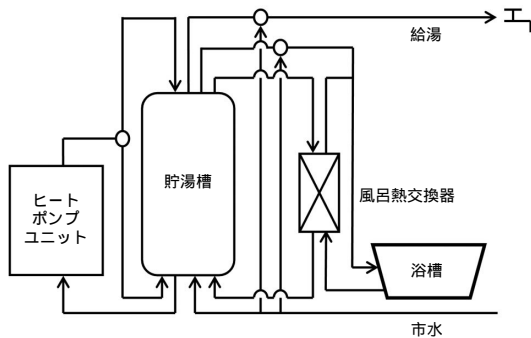 給湯
貯湯槽
ヒート
ポンプ
ユニット
風呂熱交換器
浴槽
市水